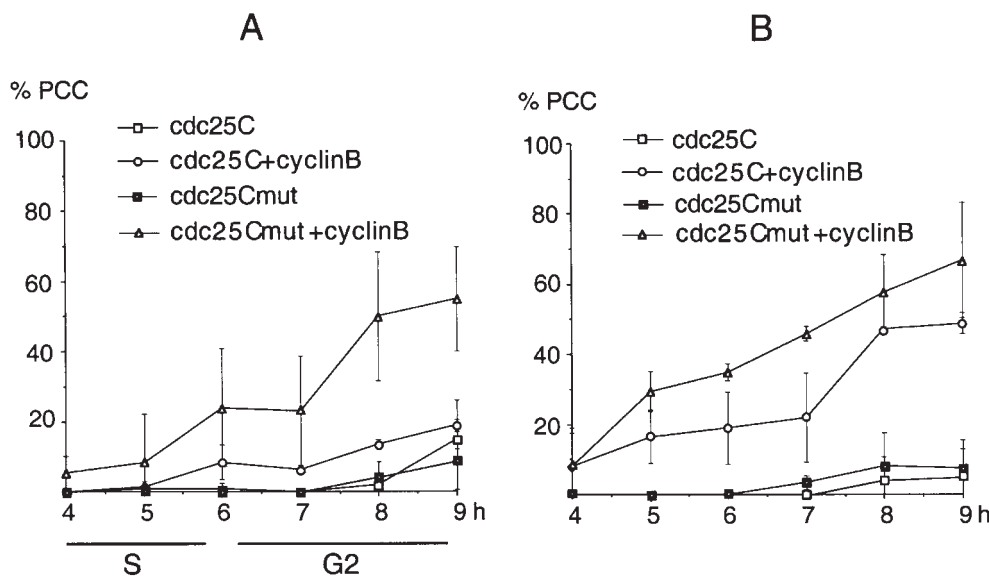 A
% PCC
100
80
60
40
20
cdc25C
cdc25C+cyclinB
cdc25Cmut
cdc25Cmut+cyclinB
4 5 6 7 8 9 h
S G2
B
% PCC
100
80
60
40
20
cdc25C
cdc25C+cyclinB
cdc25Cmut
cdc25Cmut+cyclinB
4 5 6 7 8 9 h